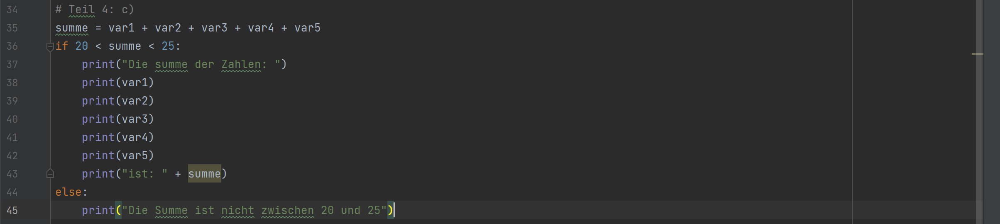 34 # Teil 4: c)
35 summe = var1 + var2 + var3 + var4 + var5
36 if 20 < summe < 25:
37     print("Die summe der Zahlen: ")
38     print(var1)
39     print(var2)
40     print(var3)
41     print(var4)
42     print(var5)
43     print("ist: " + summe)
44 else:
45     print("Die Summe ist nicht zwischen 20 und 25")